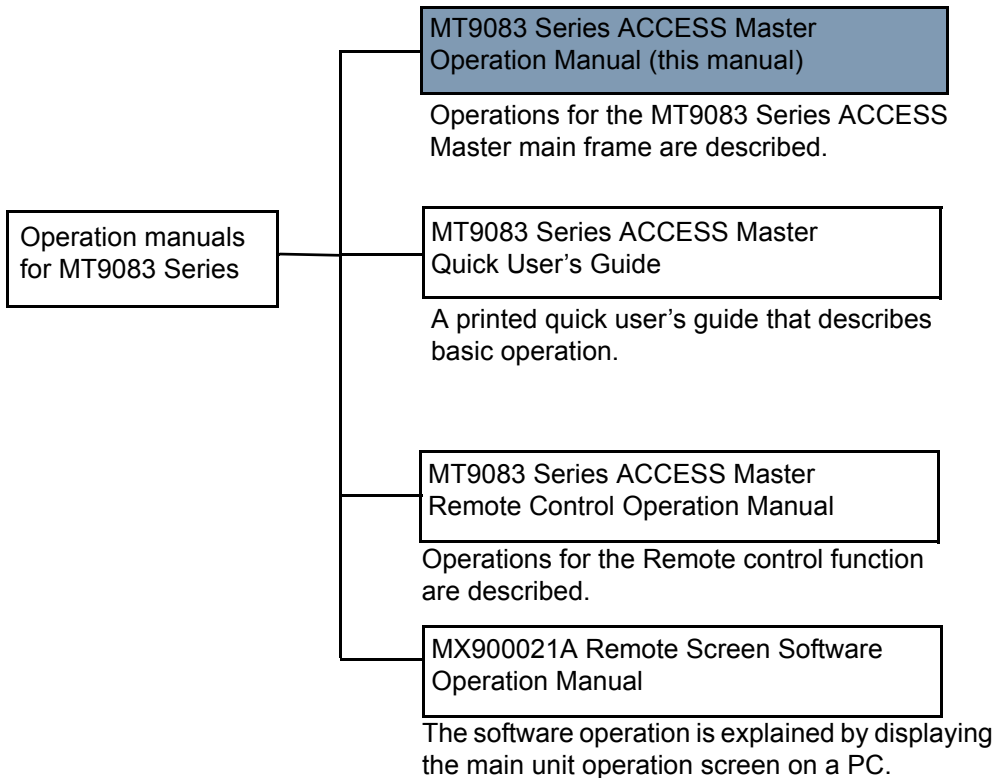 MT9083 Series ACCESS Master
Operation Manual (this manual)
Operations for the MT9083 Series ACCESS
Master main frame are described.
Operation manuals
for MT9083 Series
MT9083 Series ACCESS Master
Quick User’s Guide
A printed quick user’s guide that describes
basic operation.
MT9083 Series ACCESS Master
Remote Control Operation Manual
Operations for the Remote control function
are described.
MX900021A Remote Screen Software
Operation Manual
The software operation is explained by displaying
the main unit operation screen on a PC.